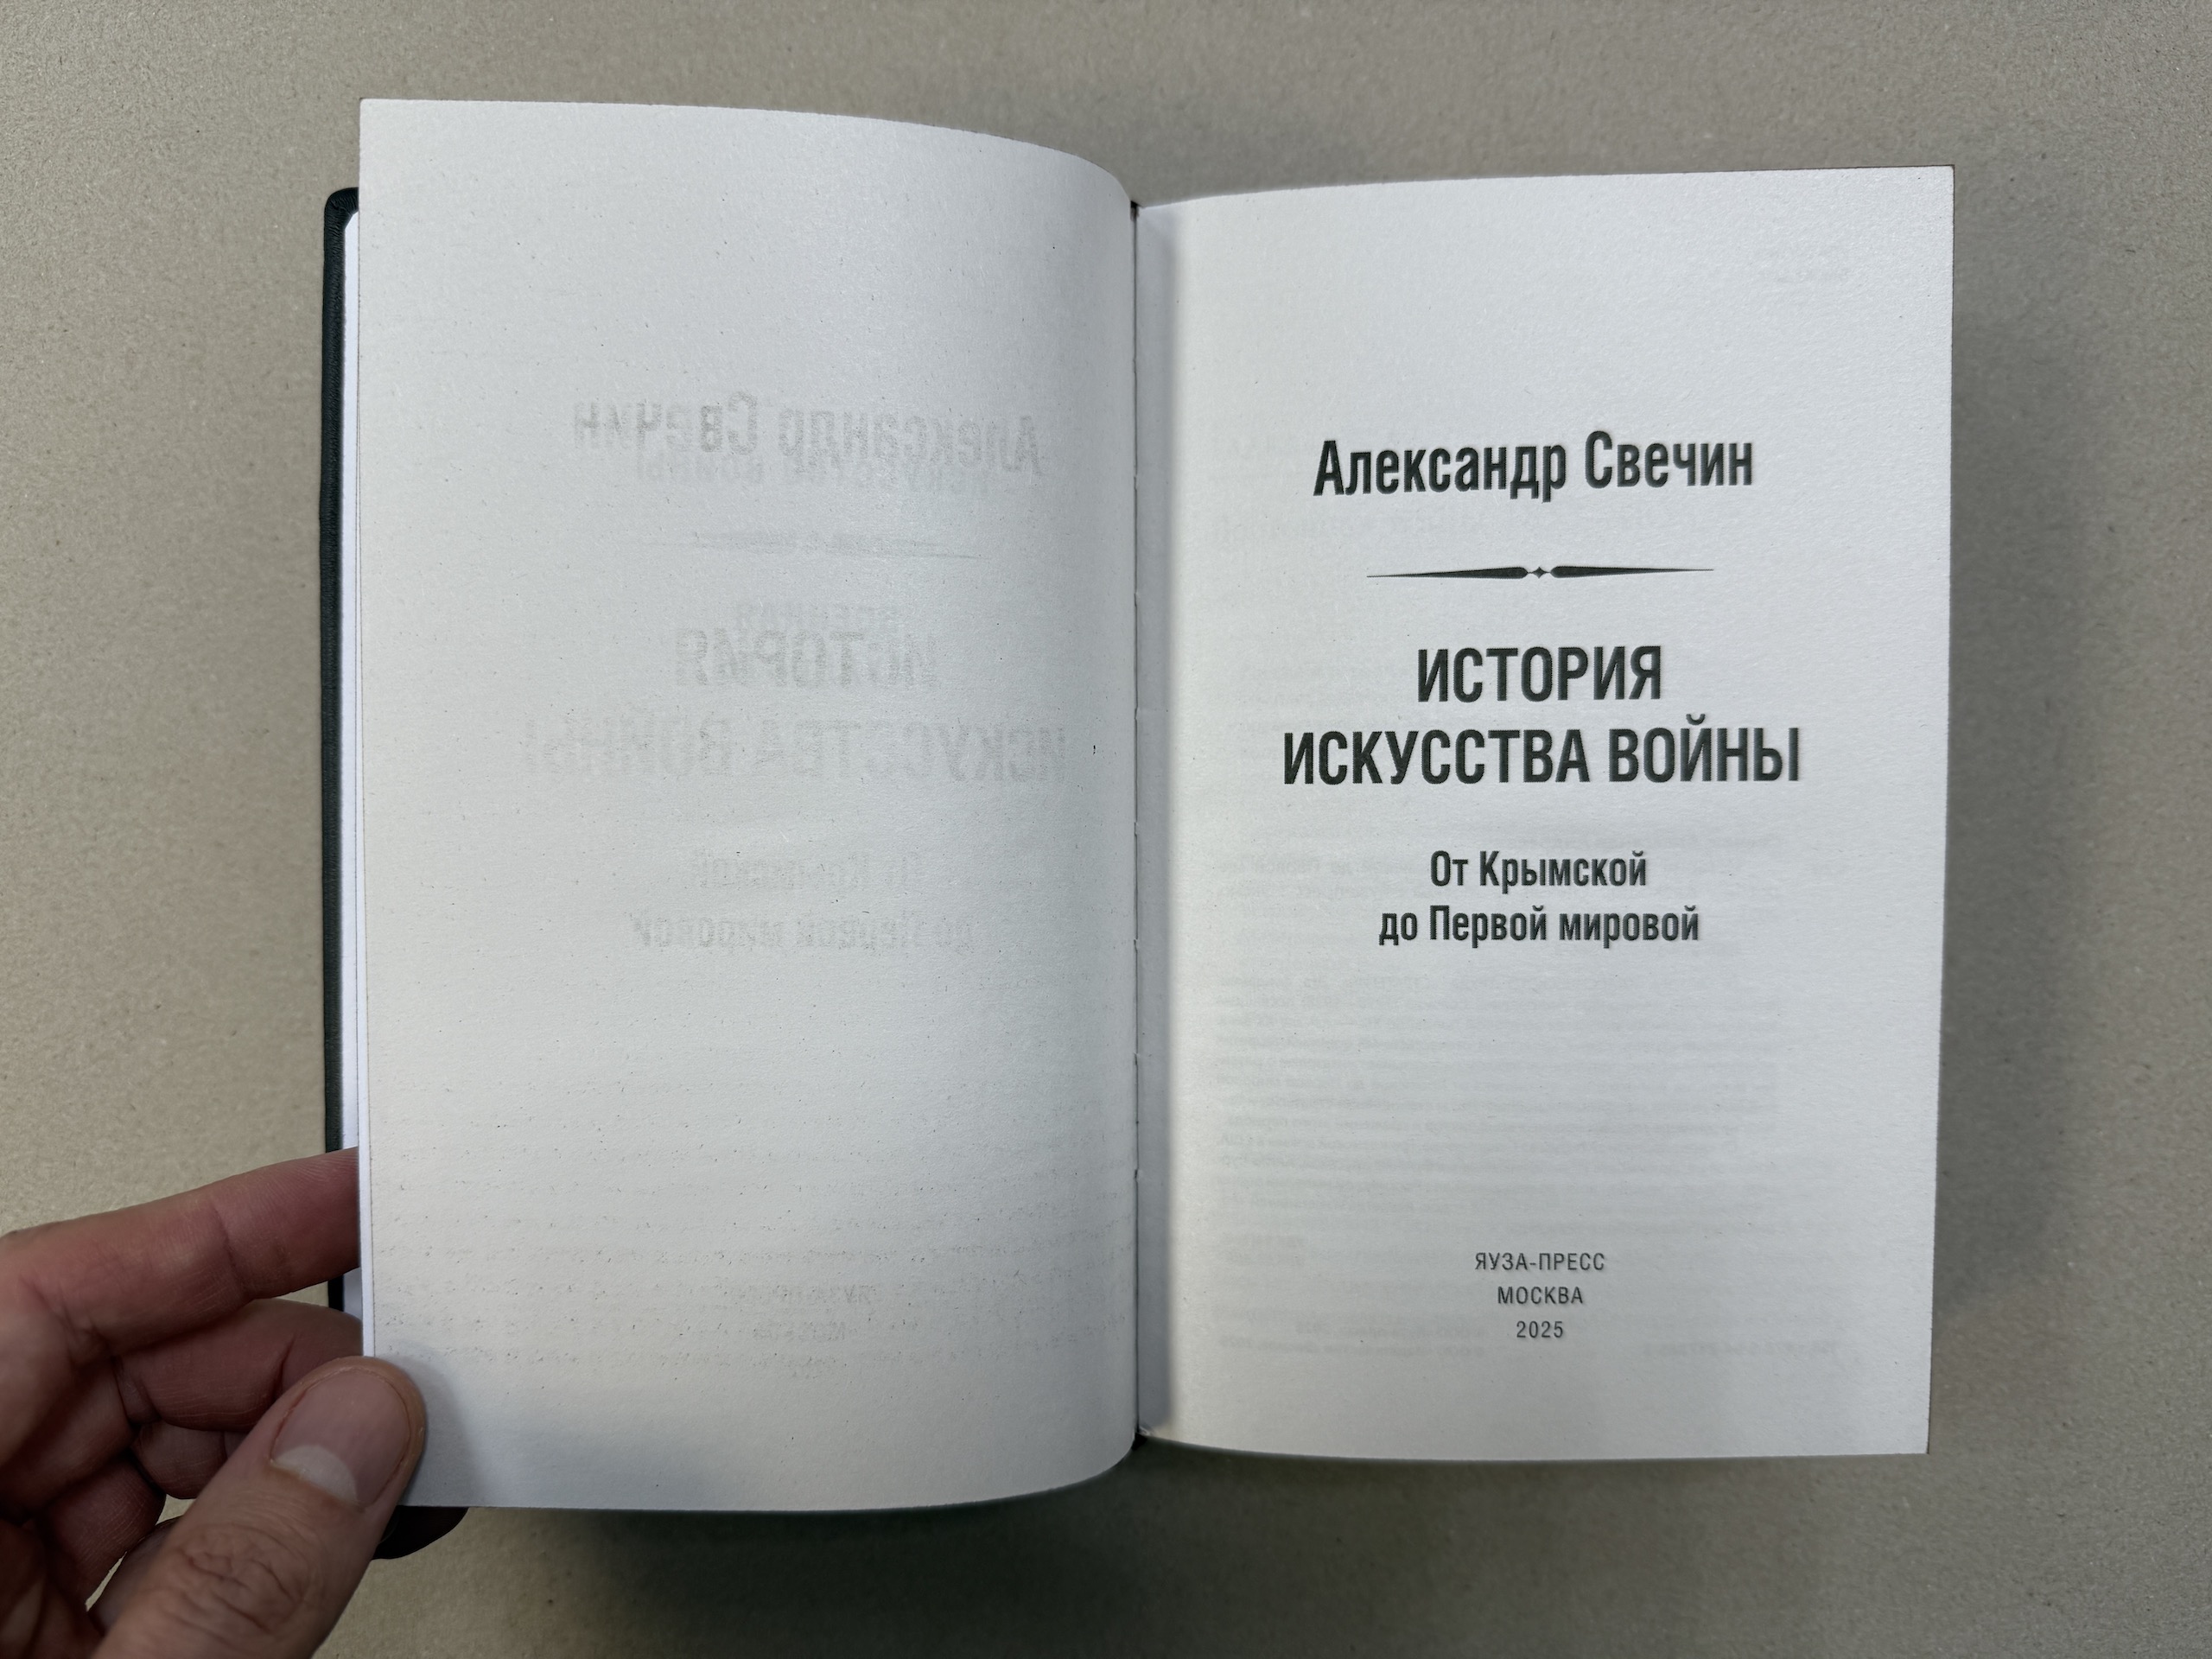 Александр Свечин
ИСТОРИЯ
ИСКУССТВА ВОЙНЫ
От Крымской
до Первой мировой
ЯУЗА-ПРЕСС
МОСКВА
2025